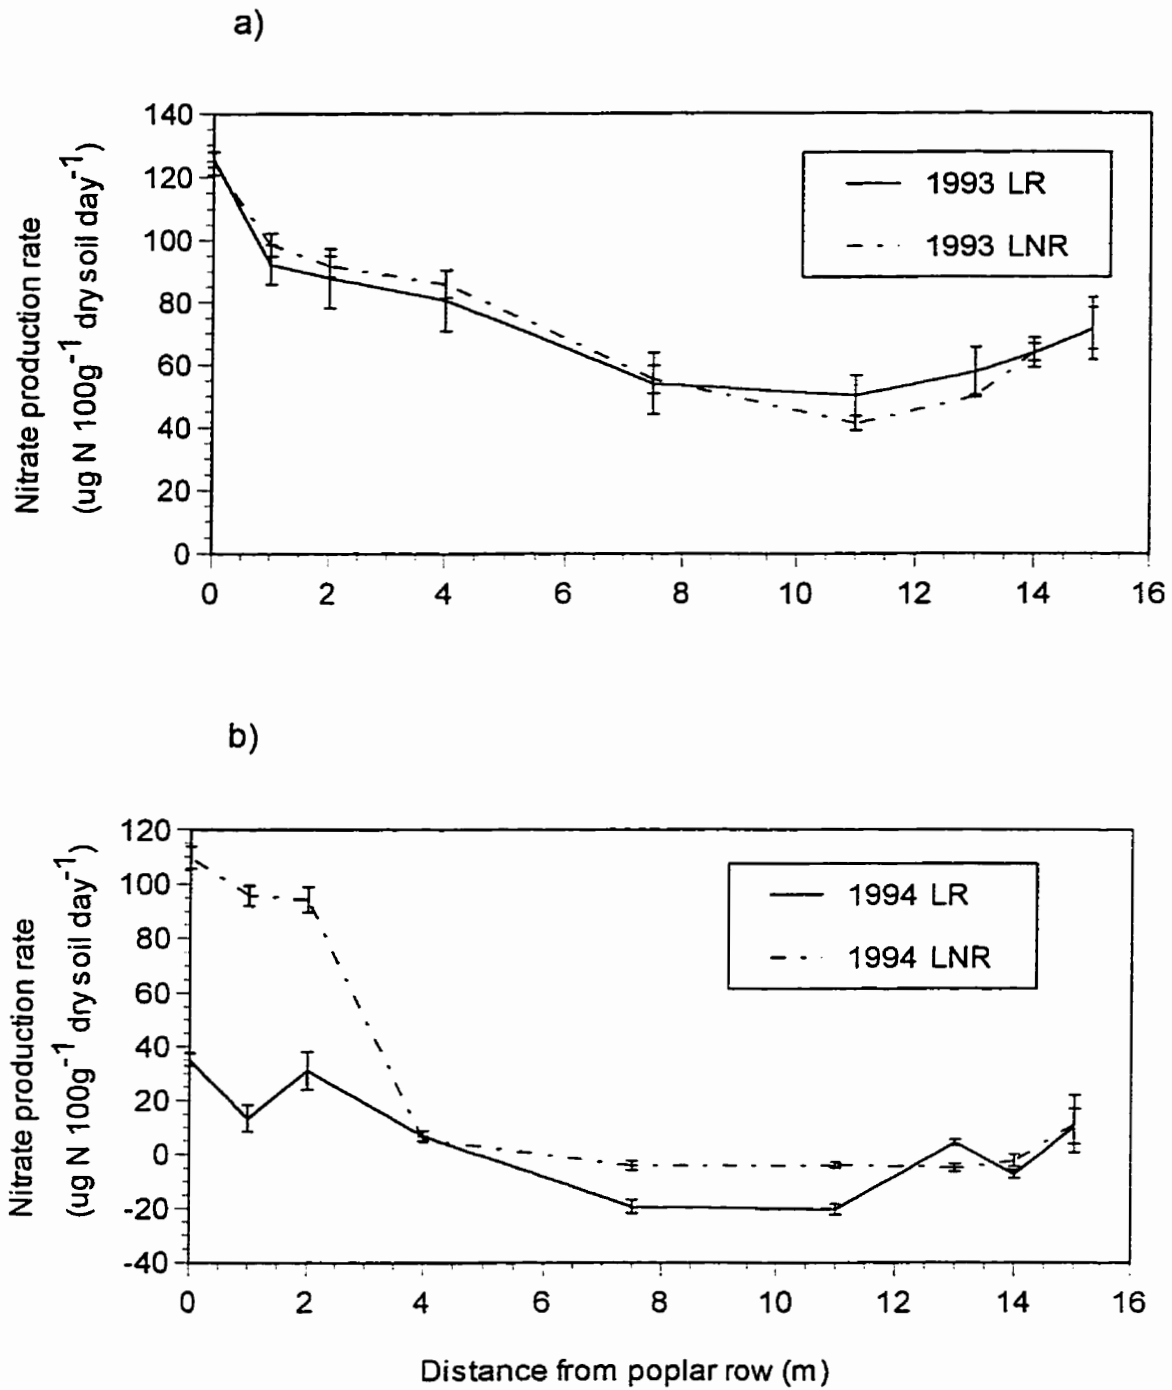 a)
Nitrate production rate
(ug N 100g⁻¹ dry soil day⁻¹)
140
120
100
80
60
40
20
0
0 2 4 6 8 10 12 14 16
1993 LR
1993 LNR
b)
Nitrate production rate
(ug N 100g⁻¹ dry soil day⁻¹)
120
100
80
60
40
20
0
-20
-40
0 2 4 6 8 10 12 14 16
1994 LR
1994 LNR
Distance from poplar row (m)